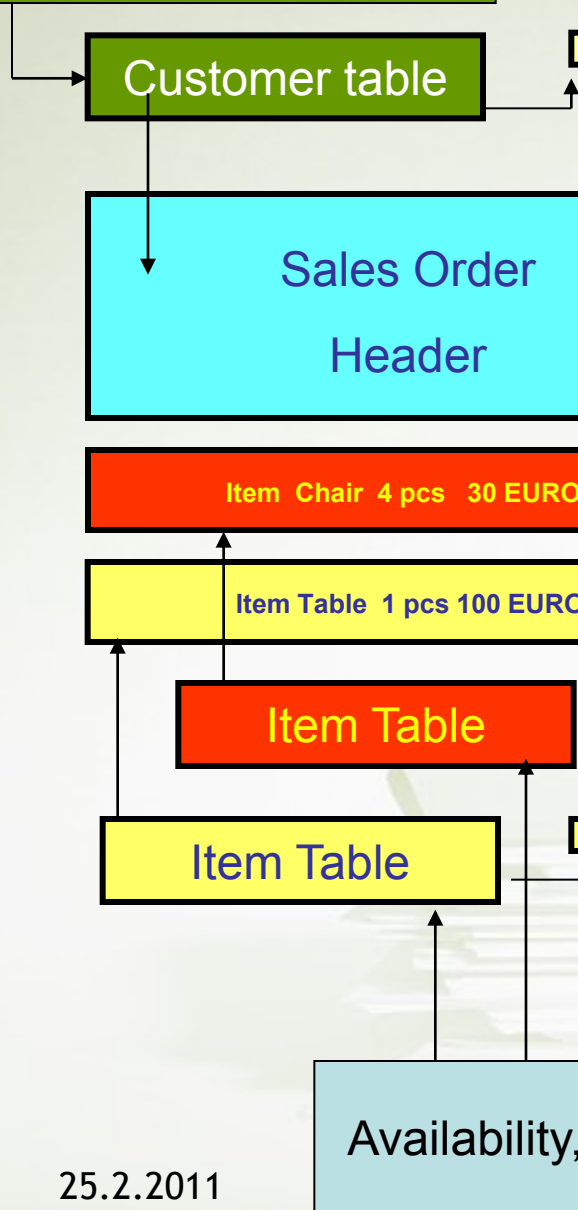 Customer table
Sales Order
Header
Item Chair 4 pcs 30 EURO
Item Table 1 pcs 100 EURO
Item Table
Item Table
Availability,
25.2.2011